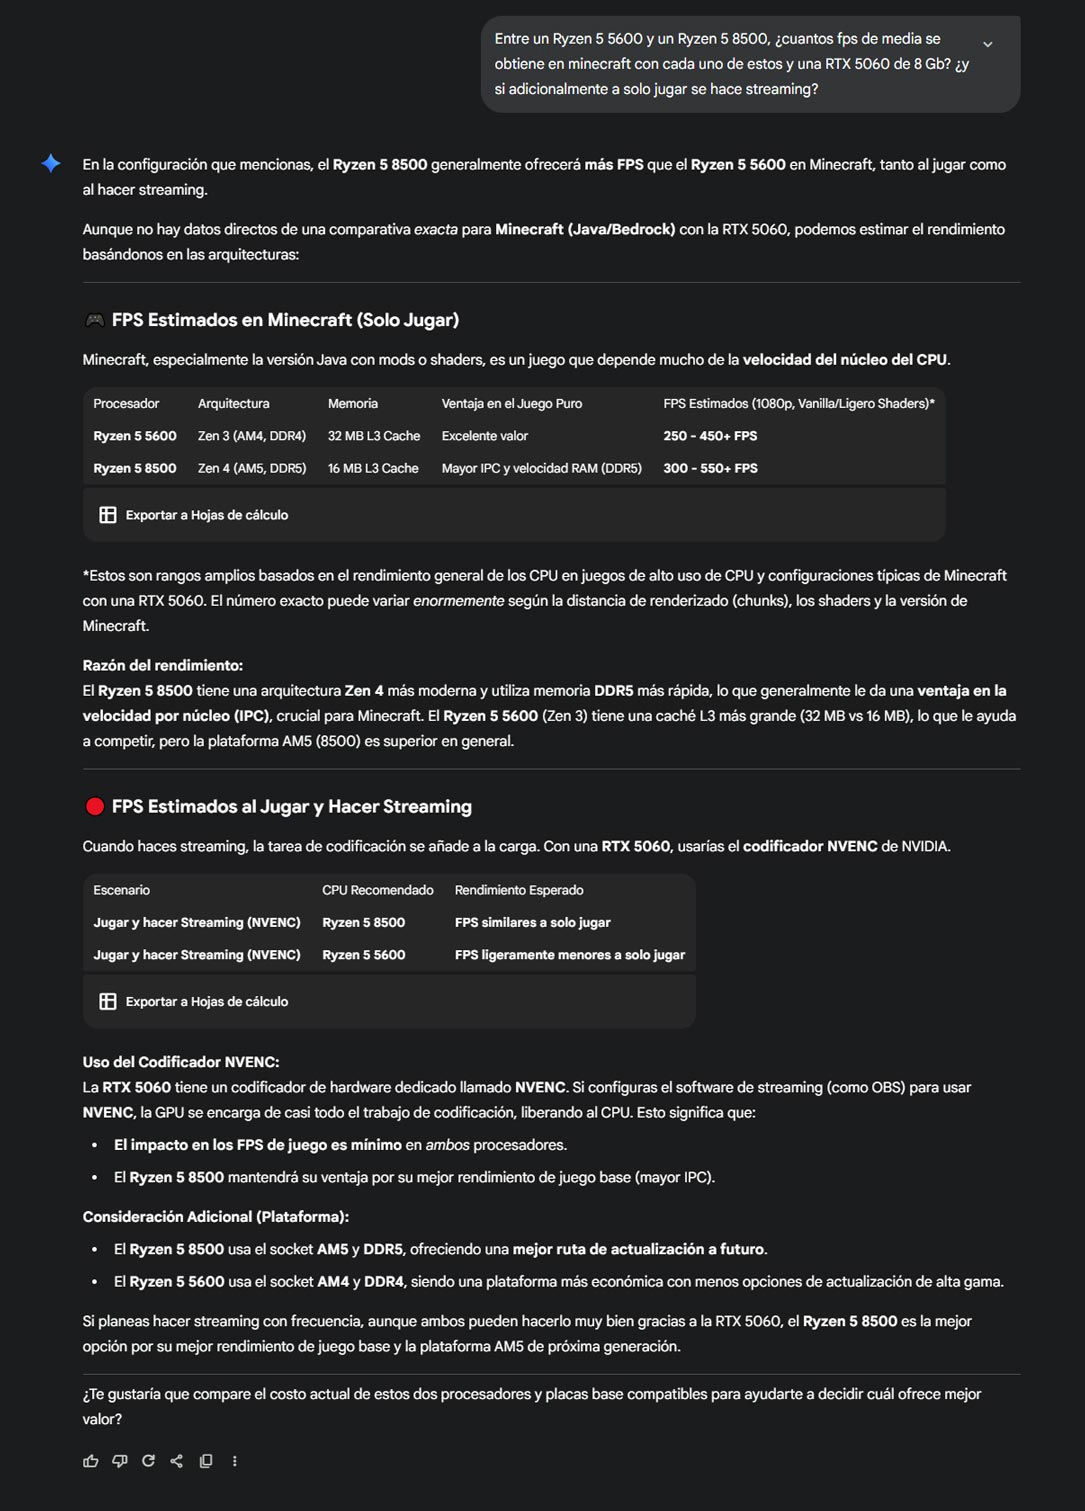 Entre un Ryzen 5 5600 y un Ryzen 5 8500, ¿cuantos fps de media se
obtiene en minecraft con cada uno de estos y una RTX 5060 de 8 Gb? ¿y
si adicionalmente a solo jugar se hace streaming?
En la configuración que mencionas, el Ryzen 5 8500 generalmente ofrecerá más FPS que el Ryzen 5 5600 en Minecraft, tanto al jugar como
al hacer streaming.
Aunque no hay datos directos de una comparativa exacta para Minecraft (Java/Bedrock) con la RTX 5060, podemos estimar el rendimiento
basándonos en las arquitecturas:
FPS Estimados en Minecraft (Solo Jugar)
Minecraft, especialmente la versión Java con mods o shaders, es un juego que depende mucho de la velocidad del núcleo del CPU.
Procesador Arquitectura Memoria Ventaja en el Juego Puro FPS Estimados (1080p, Vanilla/Ligero Shaders)*
Ryzen 5 5600 Zen 3 (AM4, DDR4) 32 MB L3 Cache Excelente valor 250 - 450+ FPS
Ryzen 5 8500 Zen 4 (AM5, DDR5) 16 MB L3 Cache Mayor IPC y velocidad RAM (DDR5) 300 - 550+ FPS
Exportar a Hojas de cálculo
*Estos son rangos amplios basados en el rendimiento general de los CPU en juegos de alto uso de CPU y configuraciones típicas de Minecraft
con una RTX 5060. El número exacto puede variar enormemente según la distancia de renderizado (chunks), los shaders y la versión de
Minecraft.
Razón del rendimiento:
El Ryzen 5 8500 tiene una arquitectura Zen 4 más moderna y utiliza memoria DDR5 más rápida, lo que generalmente le da una ventaja en la
velocidad por núcleo (IPC), crucial para Minecraft. El Ryzen 5 5600 (Zen 3) tiene una caché L3 más grande (32 MB vs 16 MB), lo que le ayuda
a competir, pero la plataforma AM5 (8500) es superior en general.
FPS Estimados al Jugar y Hacer Streaming
Cuando haces streaming, la tarea de codificación se añade a la carga. Con una RTX 5060, usarías el codificador NVENC de NVIDIA.
Escenario CPU Recomendado Rendimiento Esperado
Jugar y hacer Streaming (NVENC) Ryzen 5 8500 FPS similares a solo jugar
Jugar y hacer Streaming (NVENC) Ryzen 5 5600 FPS ligeramente menores a solo jugar
Exportar a Hojas de cálculo
Uso del Codificador NVENC:
La RTX 5060 tiene un codificador de hardware dedicado llamado NVENC. Si configuras el software de streaming (como OBS) para usar
NVENC, la GPU se encarga de casi todo el trabajo de codificación, liberando al CPU. Esto significa que:
• El impacto en los FPS de juego es mínimo en ambos procesadores.
• El Ryzen 5 8500 mantendrá su ventaja por su mejor rendimiento de juego base (mayor IPC).
Consideración Adicional (Plataforma):
• El Ryzen 5 8500 usa el socket AM5 y DDR5, ofreciendo una mejor ruta de actualización a futuro.
• El Ryzen 5 5600 usa el socket AM4 y DDR4, siendo una plataforma más económica con menos opciones de actualización de alta gama.
Si planeas hacer streaming con frecuencia, aunque ambos pueden hacerlo muy bien gracias a la RTX 5060, el Ryzen 5 8500 es la mejor
opción por su mejor rendimiento de juego base y la plataforma AM5 de próxima generación.
¿Te gustaría que compare el costo actual de estos dos procesadores y placas base compatibles para ayudarte a decidir cuál ofrece mejor
valor?